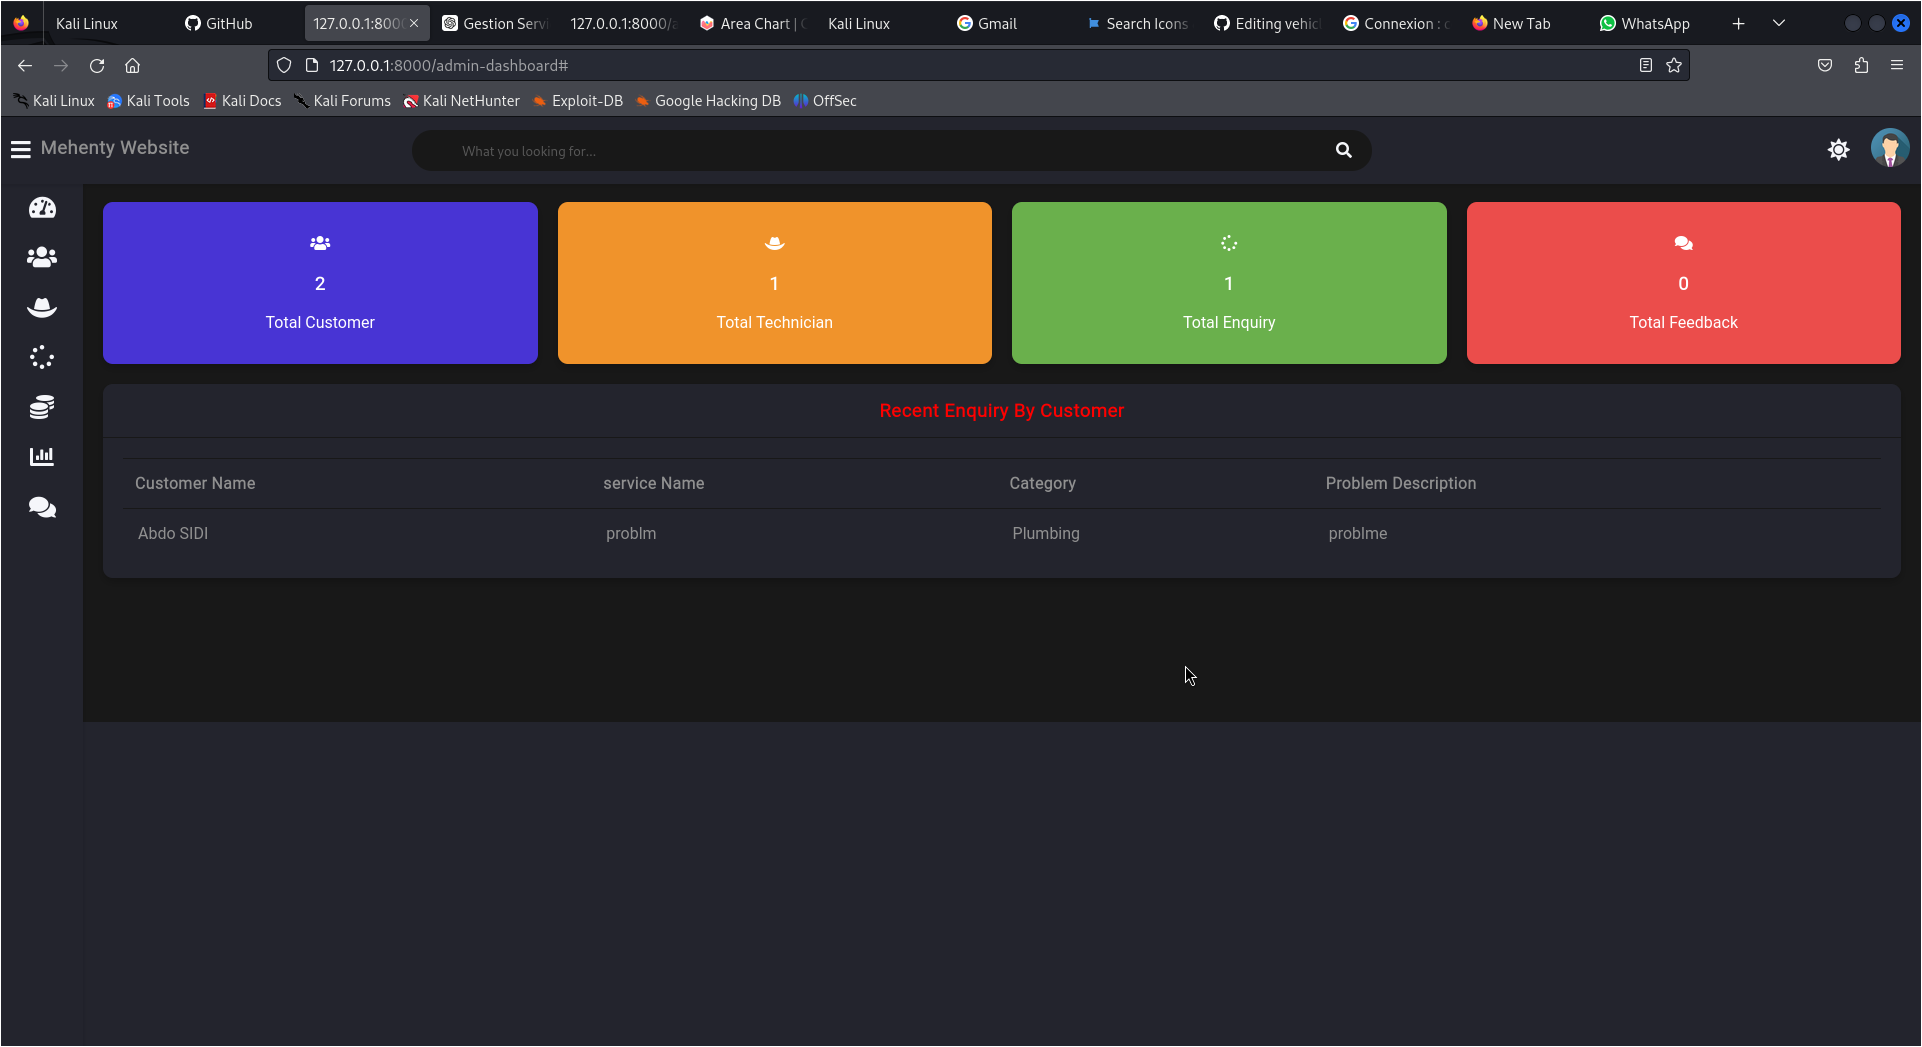 Kali Linux GitHub 127.0.0.1:8000 Gestion Servi 127.0.0.1:8000/a Area Chart | C Kali Linux Gmail Search Icons Editing vehic Connexion : c New Tab WhatsApp
127.0.0.1:8000/admin-dashboard#
Kali Linux Kali Tools Kali Docs Kali Forums Kali NetHunter Exploit-DB Google Hacking DB OffSec
Mehenty Website What you looking for...
2 1 1 0
Total Customer Total Technician Total Enquiry Total Feedback
Recent Enquiry By Customer
Customer Name service Name Category Problem Description
Abdo SIDI problm Plumbing problme